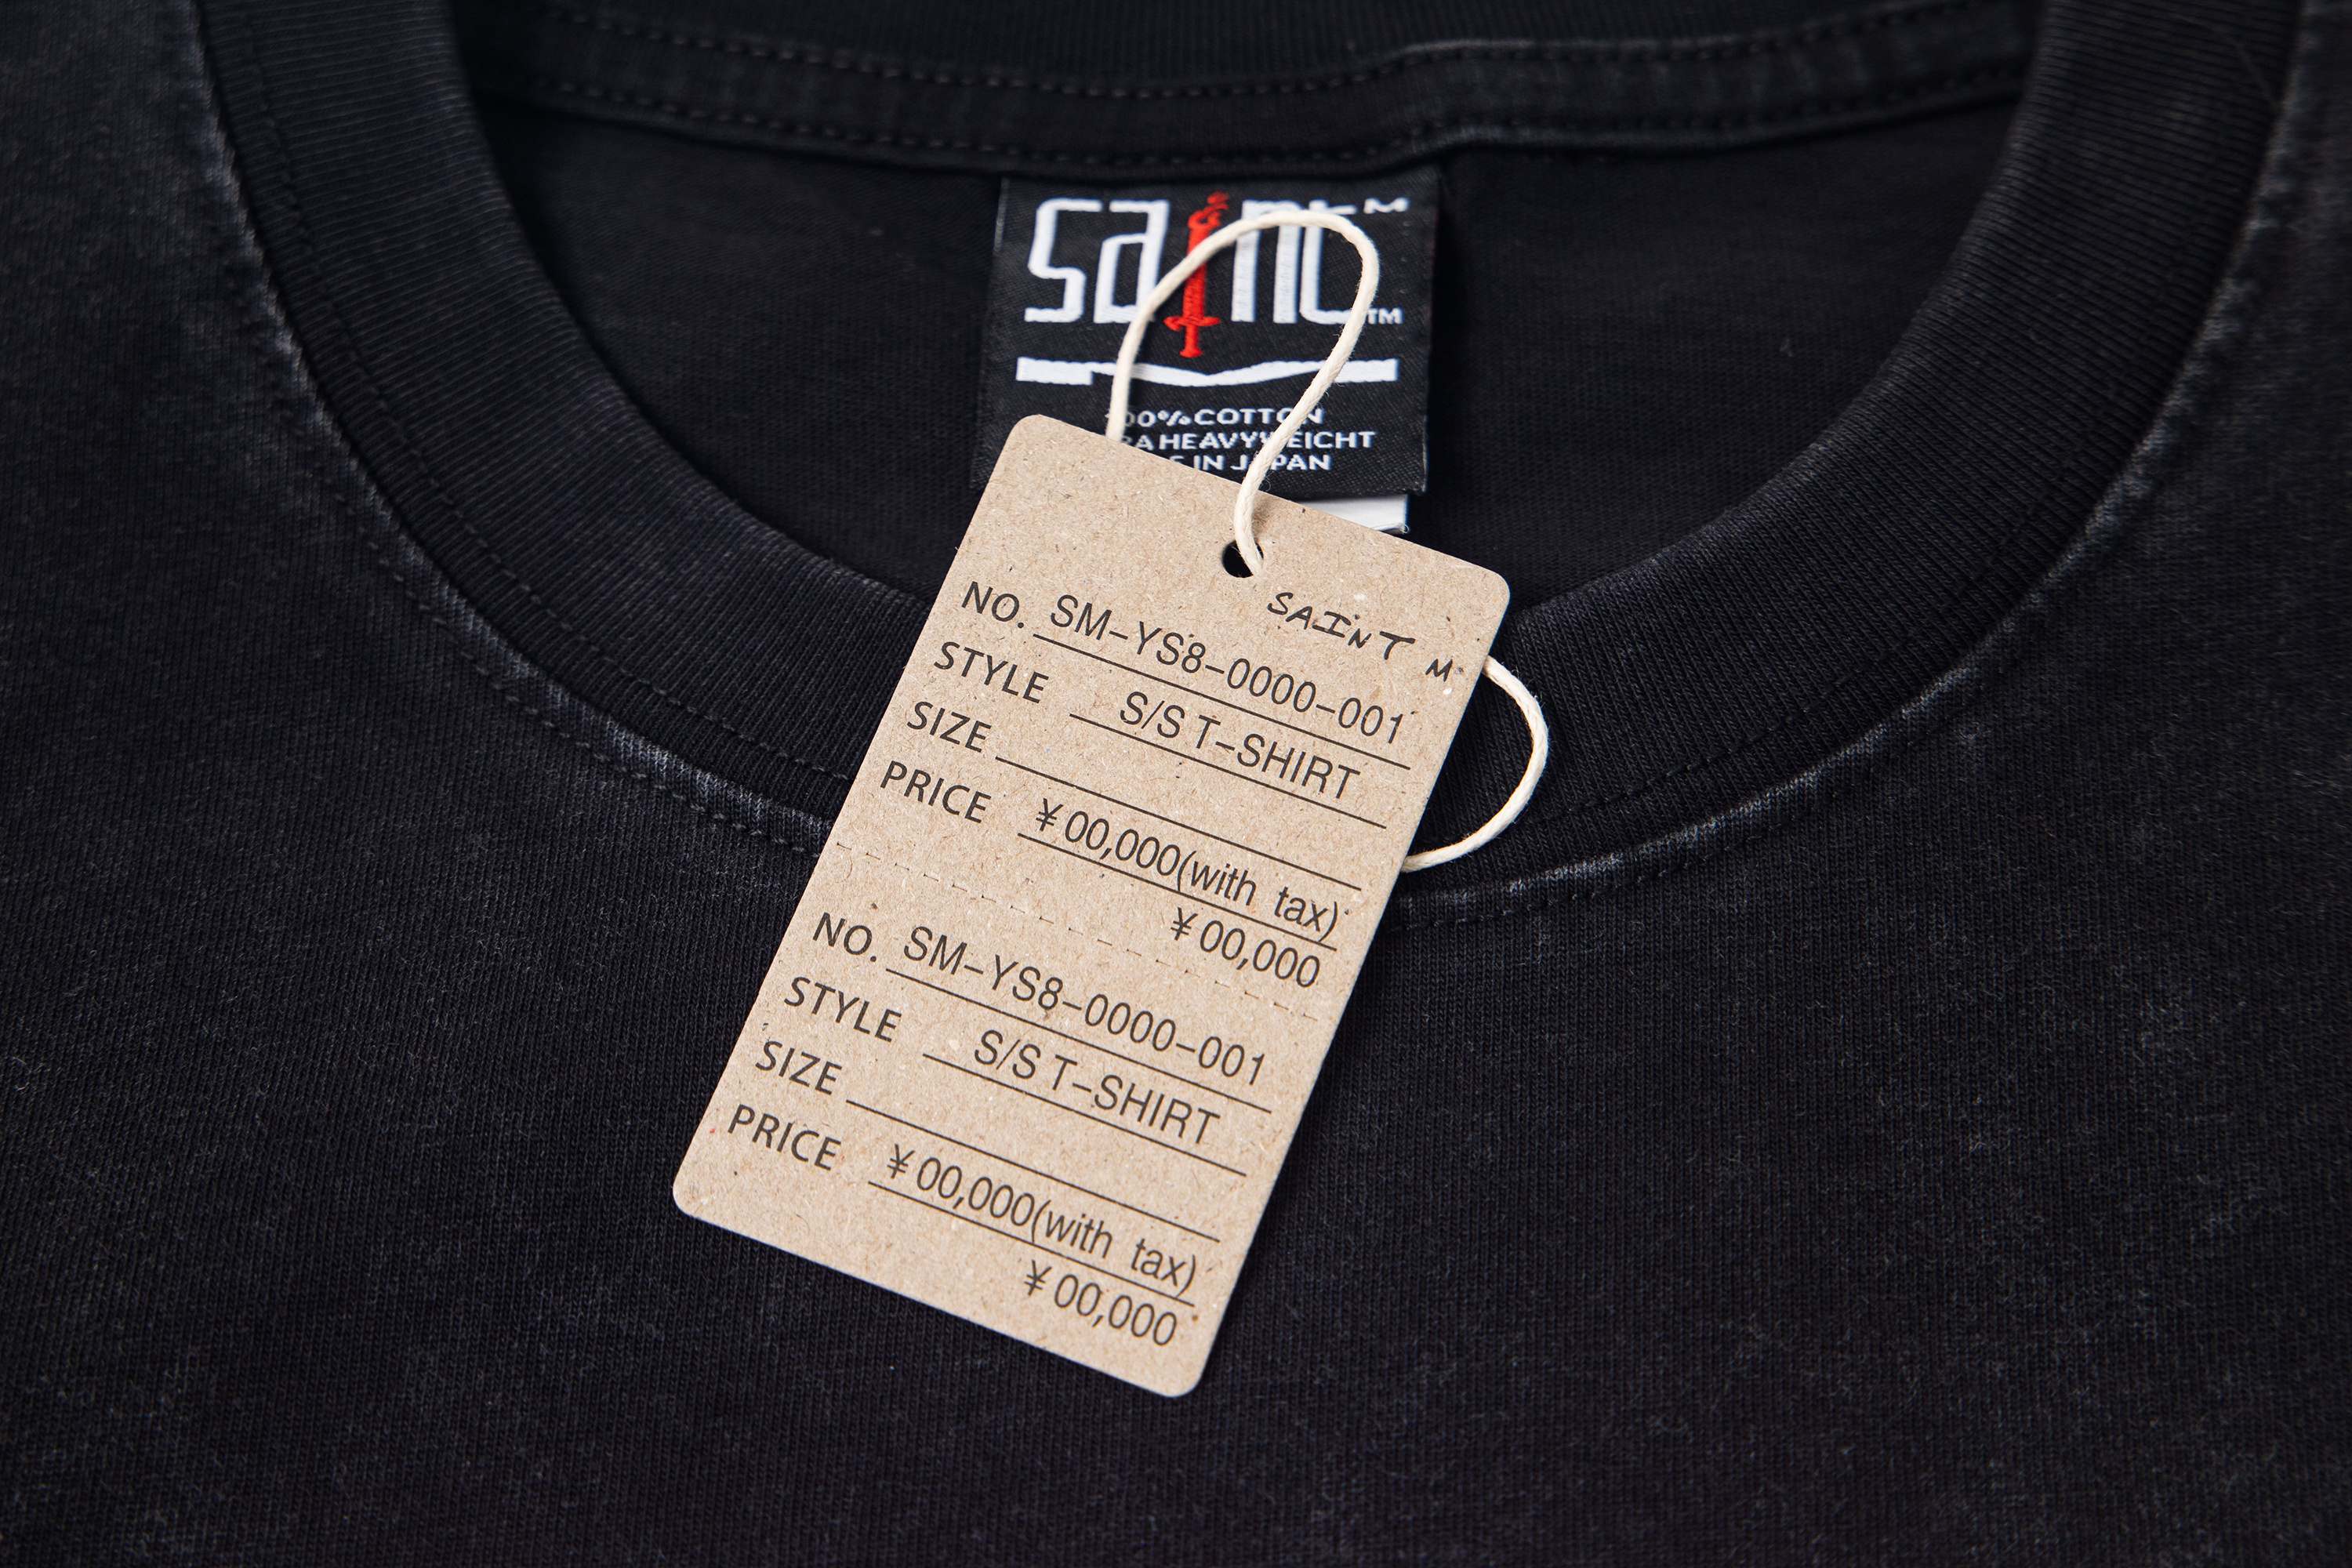 saint M
TM
COTTON
HEAVYWEIGHT
IN JAPAN
SAINT M
NO. SM-YS8-0000-001
STYLE S/S T-SHIRT
SIZE
PRICE ¥00,000(with tax)
¥00,000
NO. SM-YS8-0000-001
STYLE S/S T-SHIRT
SIZE
PRICE ¥00,000(with tax)
¥00,000